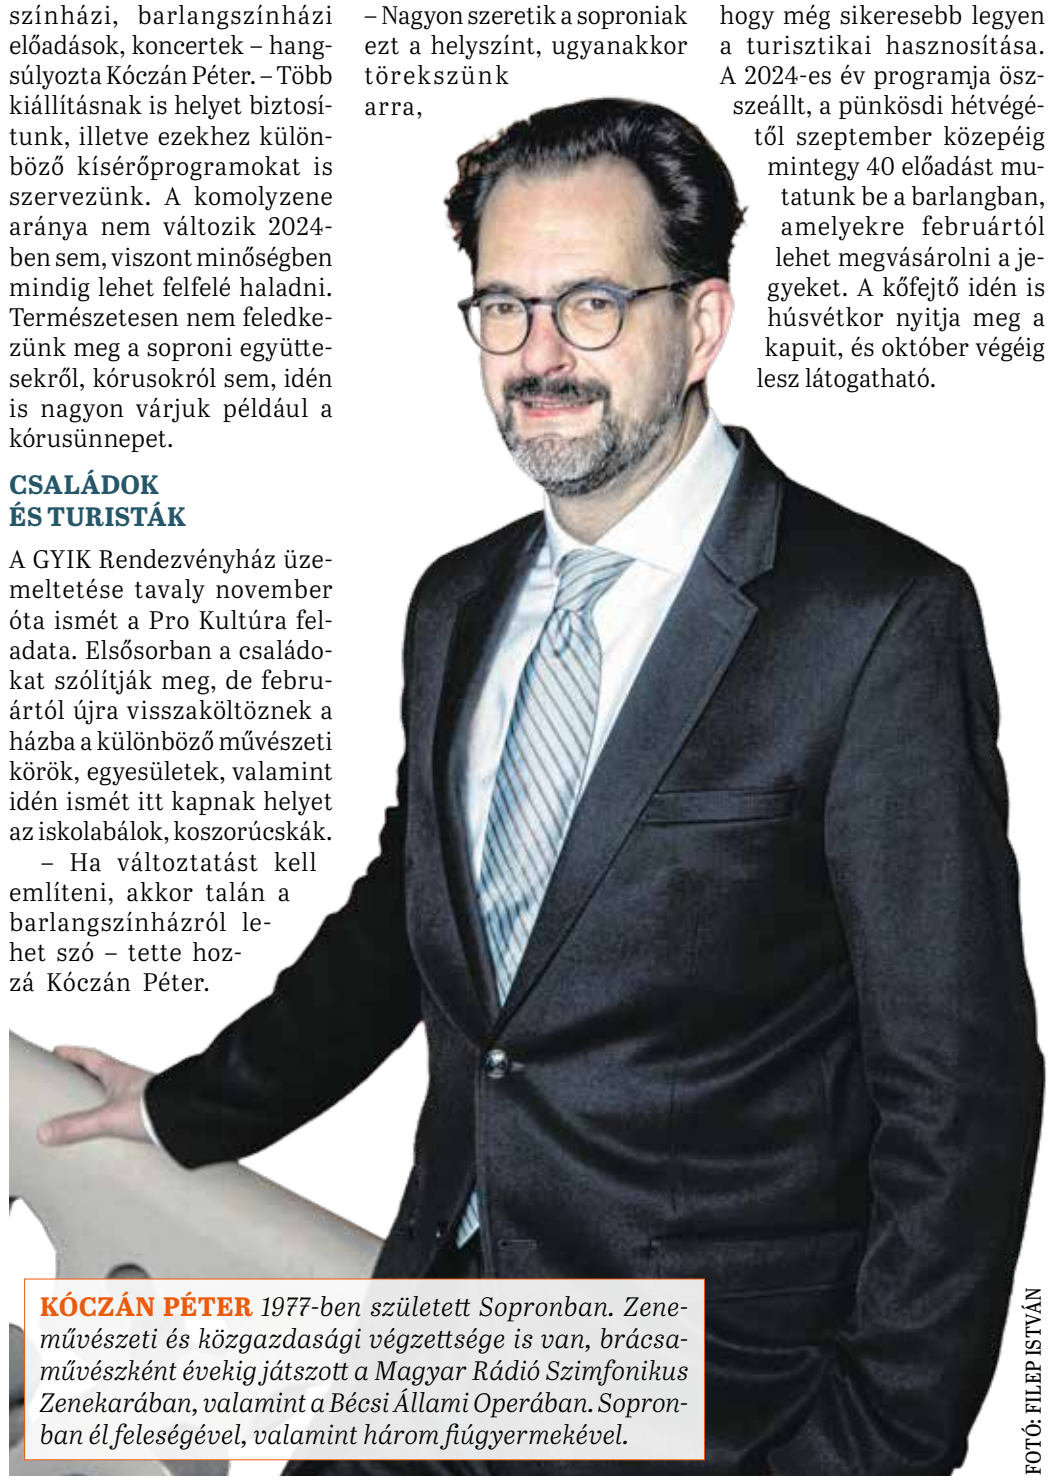 színházi, barlangszínházi
előadások, koncertek – hang-
súlyozta Kóczán Péter. – Több
kiállításnak is helyet biztosí-
tunk, illetve ezekhez külön-
böző kísérőprogramokat is
szervezünk. A komolyzene
aránya nem változik 2024-
ben sem, viszont minőségben
mindig lehet felfelé haladni.
Természetesen nem feledke-
zünk meg a soproni együtte-
sekről, kórusokról sem, idén
is nagyon várjuk például a
kórusünnepet.
CSALÁDOK
ÉS TURISTÁK
A GYIK Rendezvényház üze-
meltetése tavaly november
óta ismét a Pro Kultúra fel-
adata. Elsősorban a családo-
kat szólítják meg, de febru-
ártól újra visszaköltöznek a
házba a különböző művészeti
körök, egyesületek, valamint
idén ismét itt kapnak helyet
az iskolabálok, koszorúcskák.
– Ha változtatást kell
említeni, akkor talán a
barlangszínházról le-
het szó – tette hoz-
zá Kóczán Péter.
– Nagyon szeretik a soproniak
ezt a helyszínt, ugyanakkor
törekszünk
arra,
hogy még sikeresebb legyen
a turisztikai hasznosítása.
A 2024-es év programja ösz-
szeállt, a pünkösdi hétvégé-
től szeptember közepéig
mintegy 40 előadást mu-
tatunk be a barlangban,
amelyekre februártól
lehet megvásárolni a je-
gyeket. A kőfejtő idén is
húsvétkor nyitja meg a
kapuit, és október végéig
lesz látogatható.
KÓCZÁN PÉTER 1977-ben született Sopronban. Zene-
művészeti és közgazdasági végzettsége is van, brácsa-
művészként évekig játszott a Magyar Rádió Szimfonikus
Zenekarában, valamint a Bécsi Állami Operában. Sopron-
ban él feleségével, valamint három fiúgyermekével.
FOTÓ: FILEP ISTVÁN